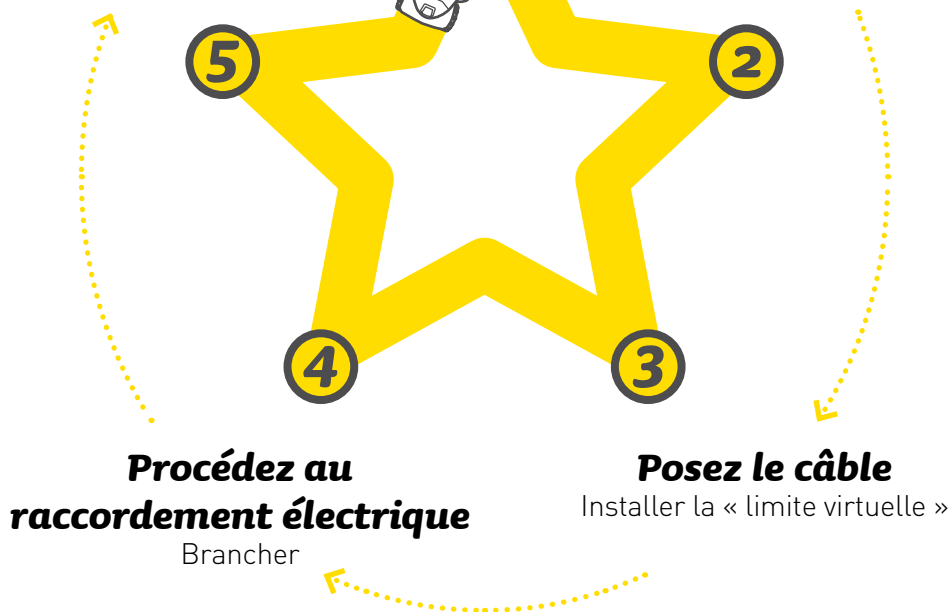 5
2
4
3
Procédez au
raccordement électrique
Brancher
Posez le câble
Installer la « limite virtuelle »